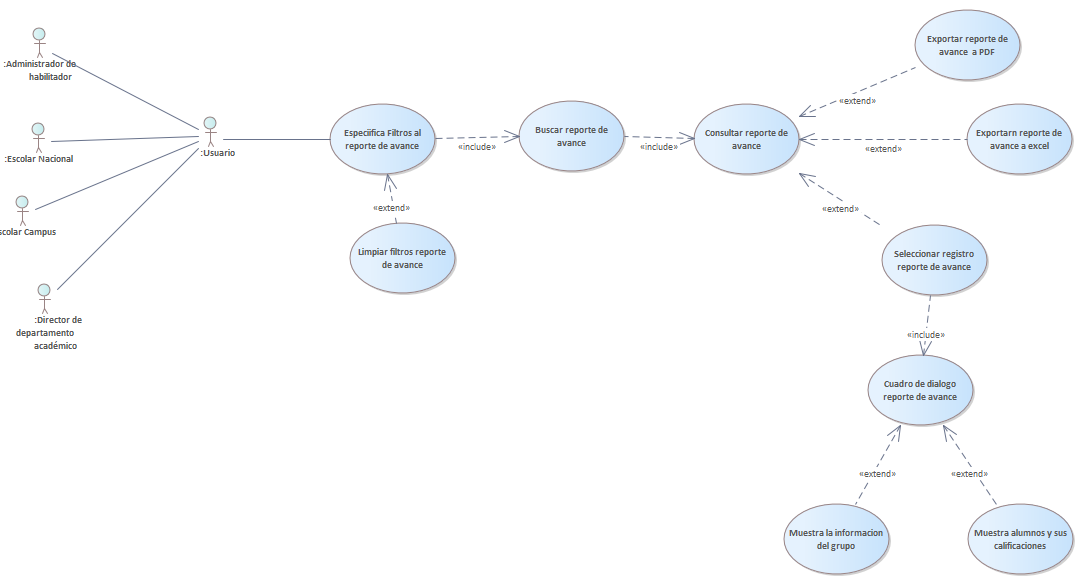 :Administrador de
habilitador
:Escolar Nacional
scolar Campus
:Director de
departamento
académico
:Usuario
Especiifica Filtros al
reporte de avance
«include»
Buscar reporte de
avance
«include»
Consultar reporte de
avance
«extend»
Limpiar filtros reporte
de avance
Exportar reporte de
avance a PDF
«extend»
Exportarn reporte de
avance a excel
«extend»
«extend»
Seleccionar registro
reporte de avance
«include»
Cuadro de dialogo
reporte de avance
«extend»
«extend»
Muestra la informacion
del grupo
Muestra alumnos y sus
calificaciones